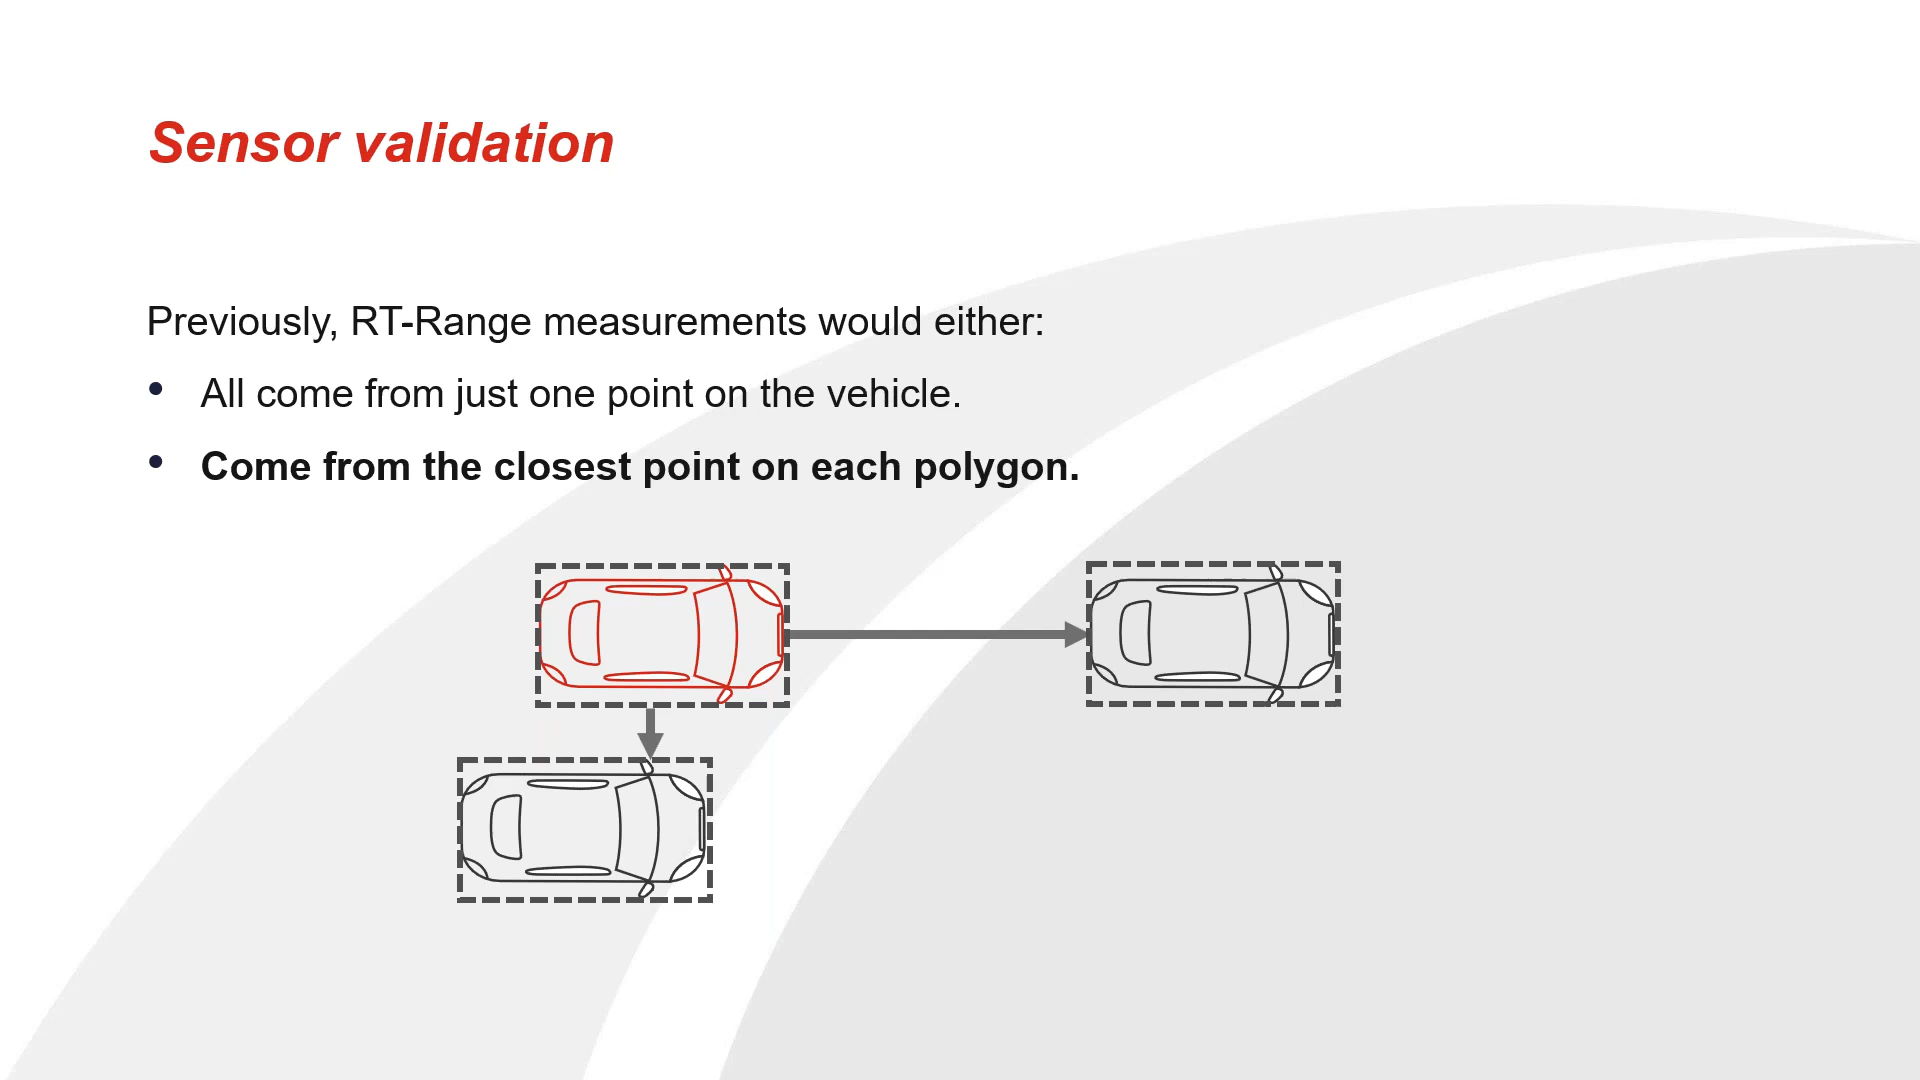 Sensor validation
Previously, RT-Range measurements would either:
• All come from just one point on the vehicle.
• Come from the closest point on each polygon.